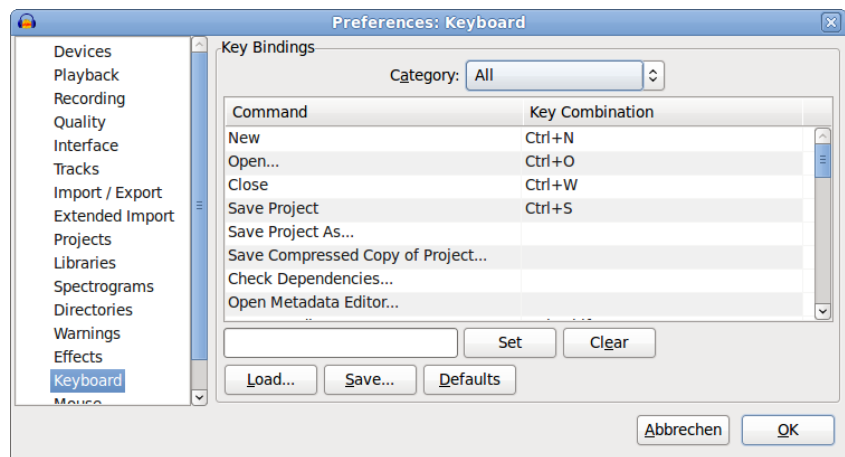 Preferences: Keyboard
Devices
Playback
Recording
Quality
Interface
Tracks
Import / Export
Extended Import
Projects
Libraries
Spectrograms
Directories
Warnings
Effects
Keyboard
Mouse
Key Bindings
Category: All
Command Key Combination
New Ctrl+N
Open... Ctrl+O
Close Ctrl+W
Save Project Ctrl+S
Save Project As...
Save Compressed Copy of Project...
Check Dependencies...
Open Metadata Editor...
Set Clear
Load... Save... Defaults
Abbrechen OK